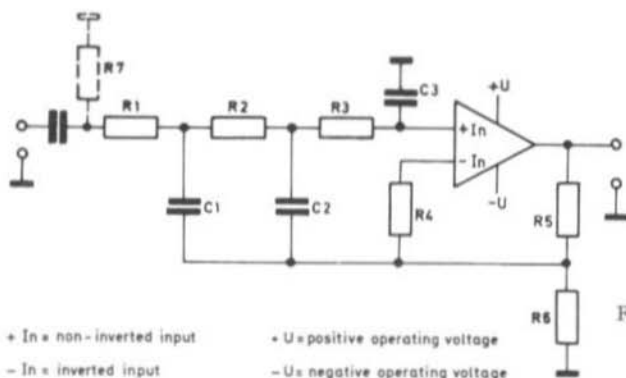 R7
R1
R2
R3
C3
+U
+In
-In
-U
C1
C2
R4
R5
R6
F
+ In = non-inverted input
+ U = positive operating voltage
- In = inverted input
- U = negative operating voltage